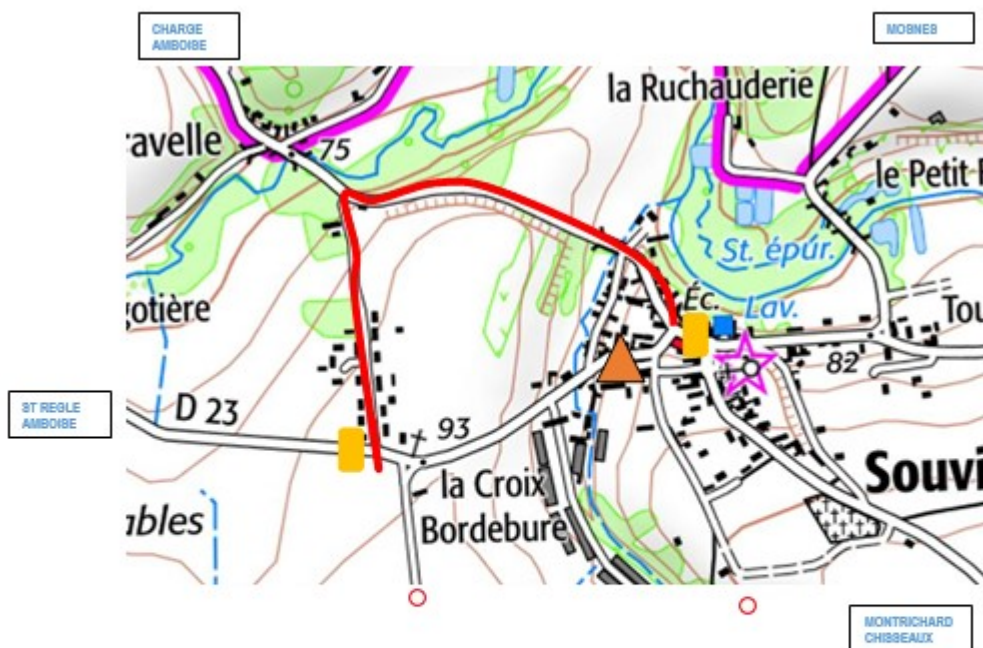 CHARGE
AMBOISE
MOSNES
la Ruchauderie
ravelle
75
le Petit B
St. épur.
Éc.
Lav.
gotière
Tou
82
ST REGLE
AMBOISE
D 23
93
la Croix
Bordebure
Souvi
ables
MONTRICHARD
CHISSEAUX